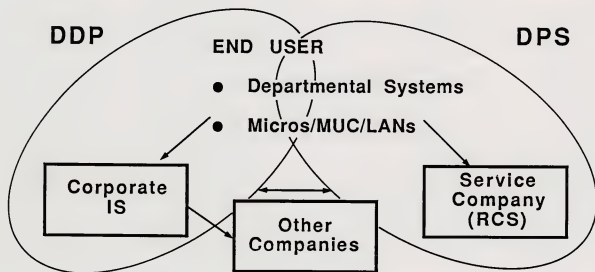 DDP
DPS
END USER
● Departmental Systems
● Micros/MUC/LANs
Corporate
IS
Other
Companies
Service
Company
(RCS)